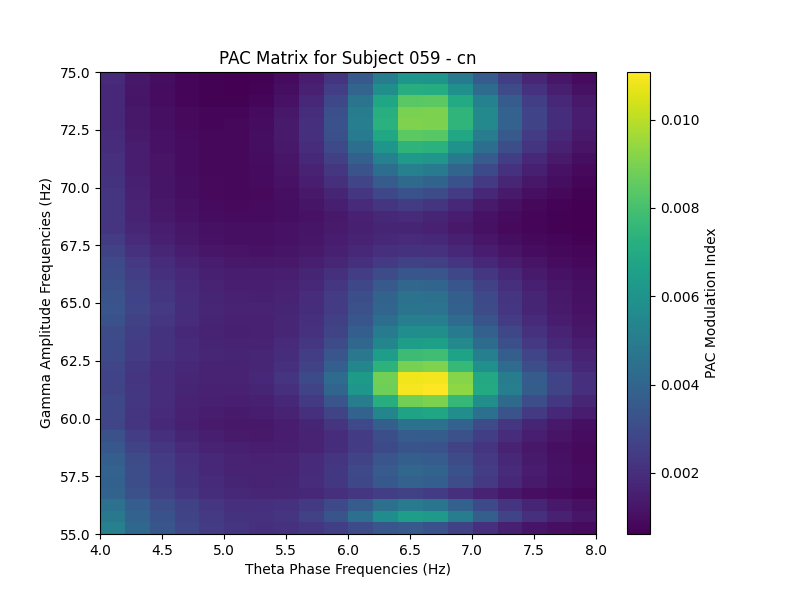 PAC Matrix for Subject 059 - cn
75.0
72.5
70.0
67.5
65.0
62.5
60.0
57.5
55.0
Gamma Amplitude Frequencies (Hz)
4.0 4.5 5.0 5.5 6.0 6.5 7.0 7.5 8.0
Theta Phase Frequencies (Hz)
0.010
0.008
0.006
0.004
0.002
PAC Modulation Index